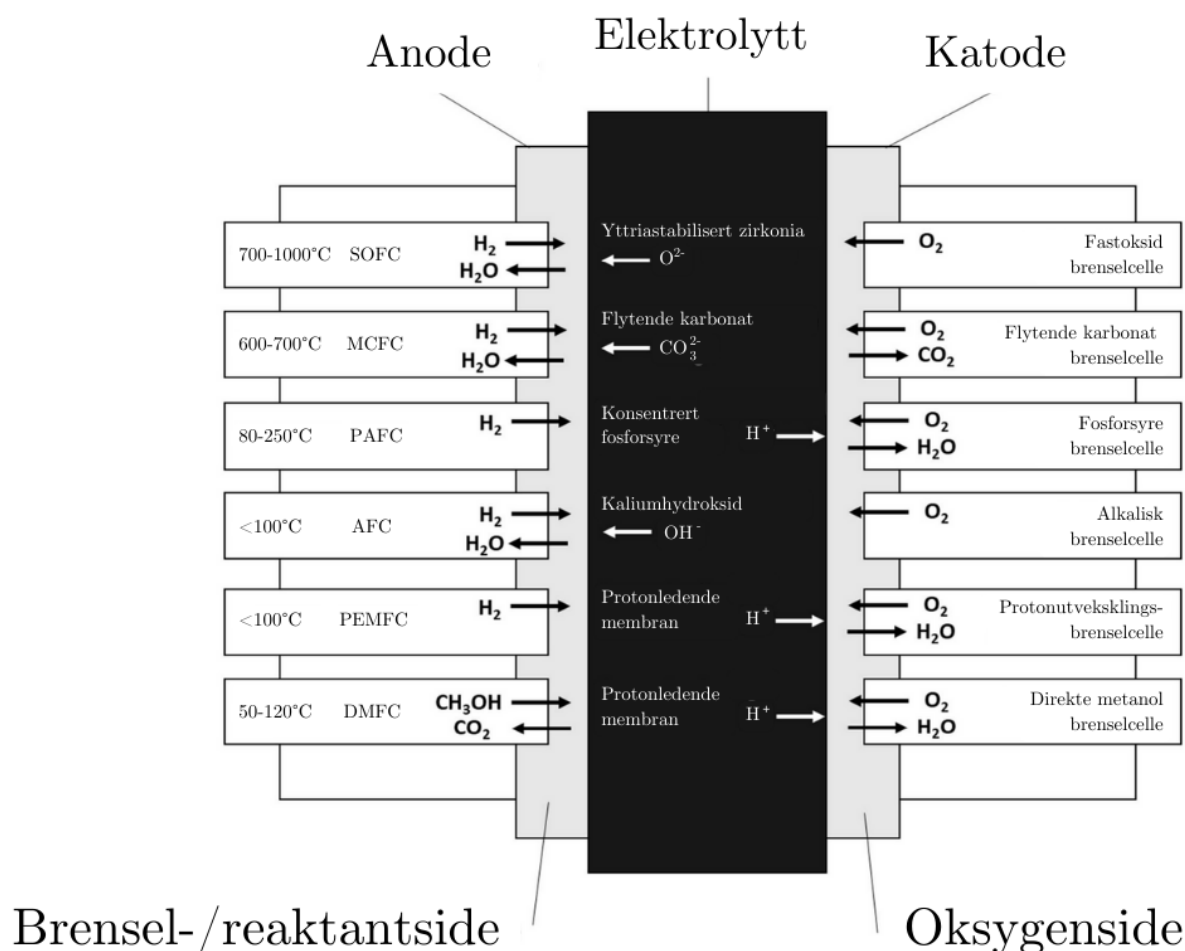 Anode
Elektrolytt
Katode
700-1000°C SOFC
H₂
H₂O
Yttriastabilisert zirkonia
O²⁻
O₂
Fastoksid
brenselcelle
600-700°C MCFC
H₂
H₂O
Flytende karbonat
CO₃²⁻
O₂
CO₂
Flytende karbonat
brenselcelle
80-250°C PAFC
H₂
Konsentrert
fosforsyre
H⁺
O₂
H₂O
Fosforsyre
brenselcelle
<100°C AFC
H₂
H₂O
Kaliumhydroksid
OH⁻
O₂
Alkalisk
brenselcelle
<100°C PEMFC
H₂
Protonledende
membran
H⁺
O₂
H₂O
Protonutveksklings-
brenselcelle
50-120°C DMFC
CH₃OH
CO₂
Protonledende
membran
H⁺
O₂
H₂O
Direkte metanol
brenselcelle
Brensel-/reaktantside
Oksygenside